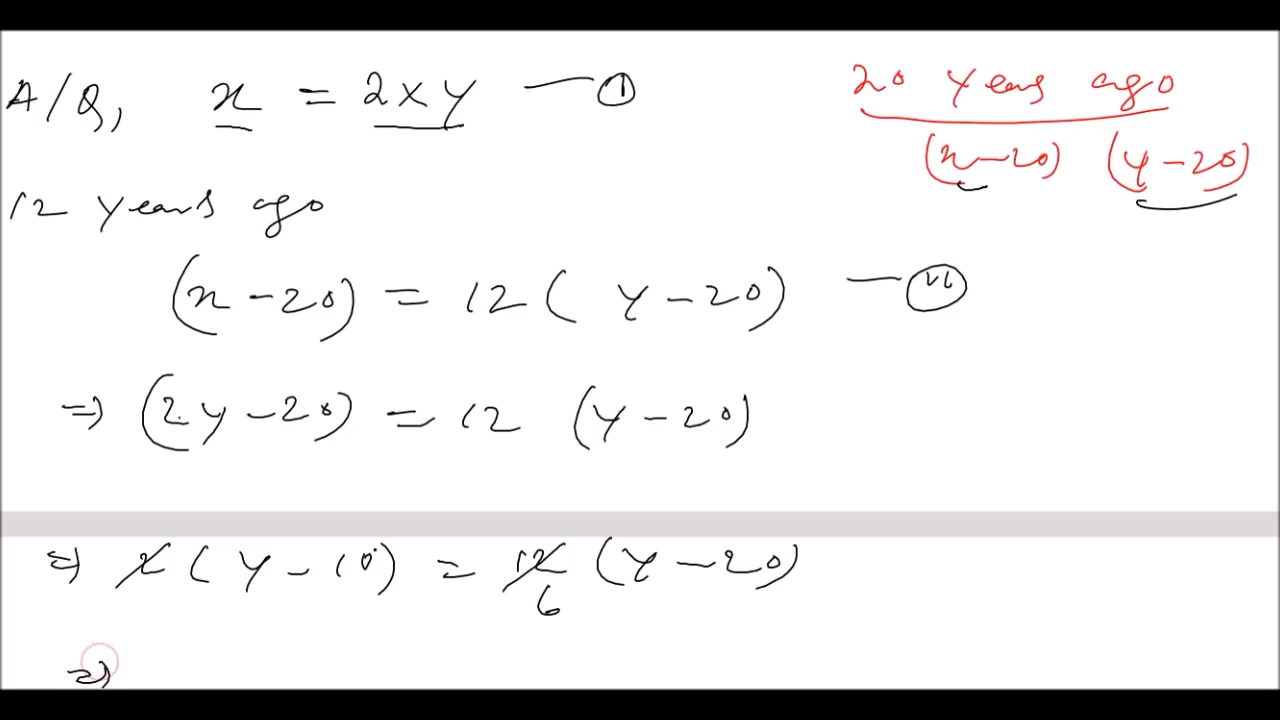 A/Q, x = 2 x y — ①
20 years ago
(x-20) (y-20)
12 years ago
(x-20) = 12 ( y-20)
⇒ (2y-20) = 12 (y-20)
⇒ 2 ( y-10) = 12 (y-20)
6
⇒